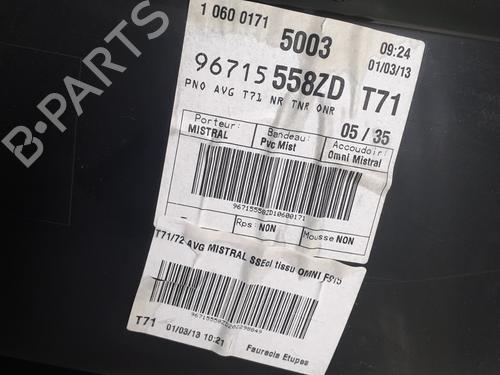 1 060 0171
5003
09:24
01/03/13
96715 558ZD T71
PNO AVG T71 NR TNR ONR
05 / 35
Porteur:
MISTRAL
Bandeau:
Pvc Mist
Accoudoir:
Omni Mistral
96715558ZD10600171
Rps: NON
Mousse NON
T71/72 AVG MISTRAL SSEcl tissu OMNI
T71
01/03/13 10:21
Faurecia Etupes
B